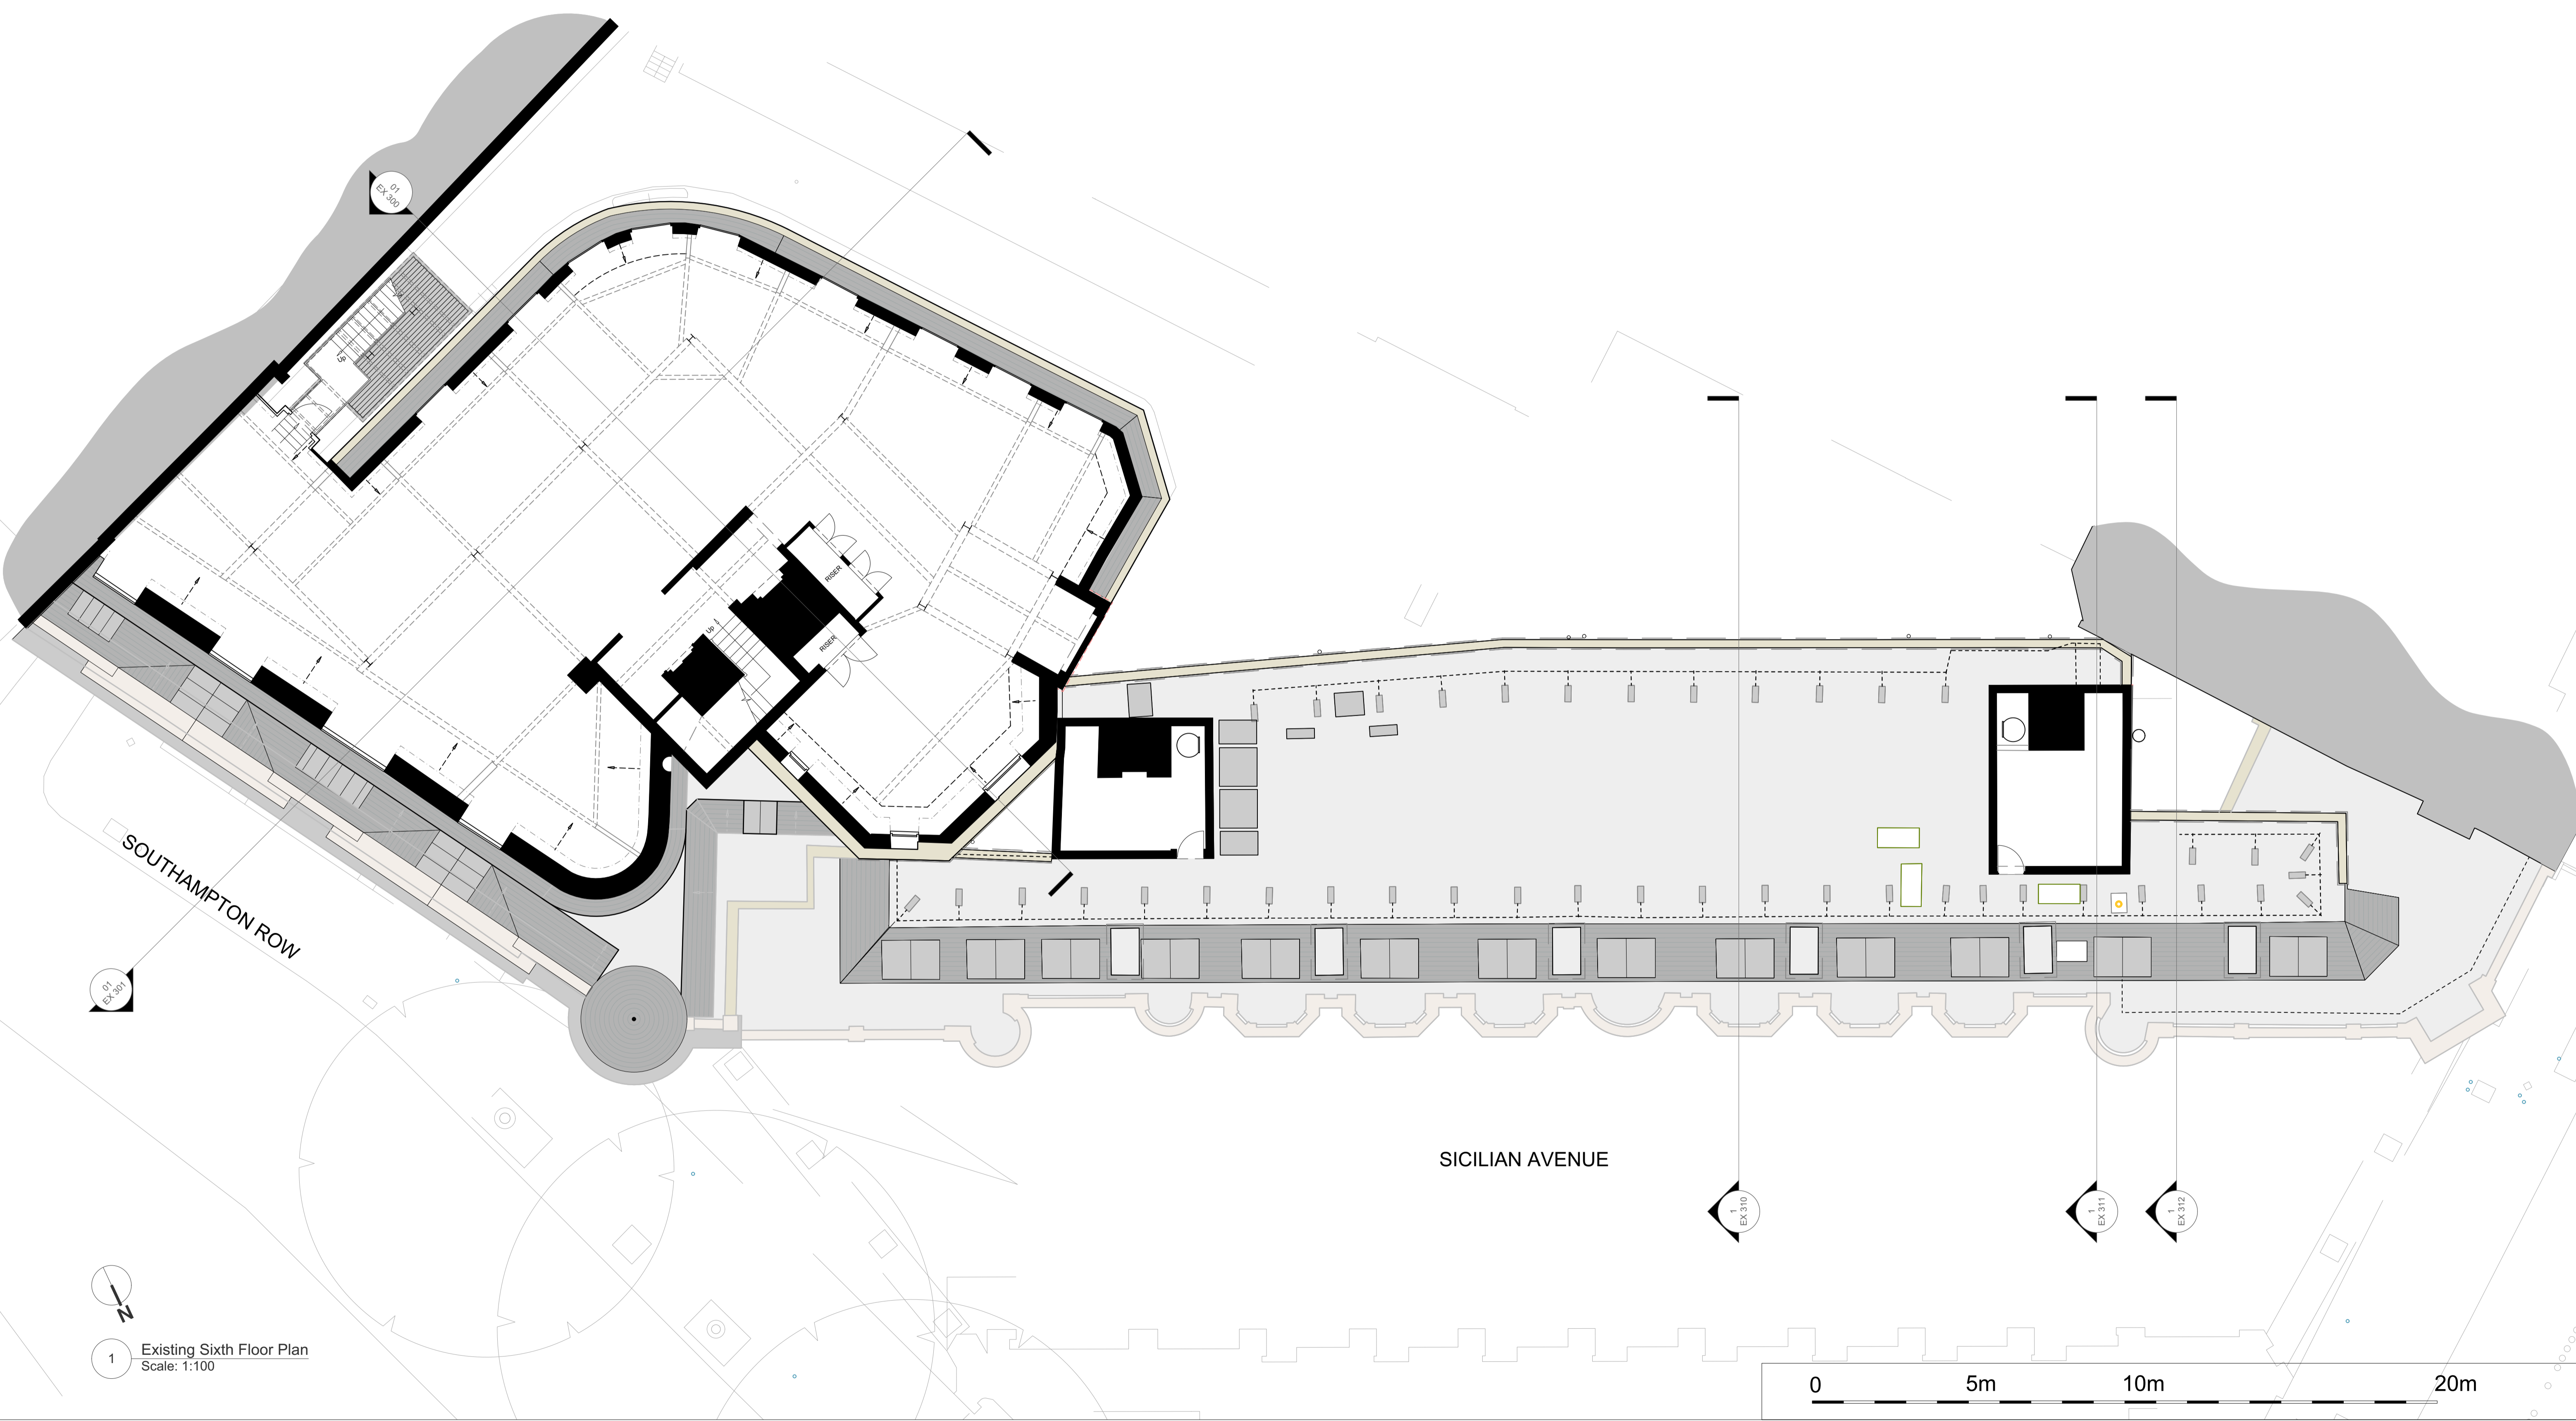 01
EX 300
Up
RISER
Up
RISER
SOUTHAMPTON ROW
01
EX 301
SICILIAN AVENUE
1
EX 310
1
EX 311
1
EX 312
N
1
Existing Sixth Floor Plan
Scale: 1:100
0 5m 10m 20m